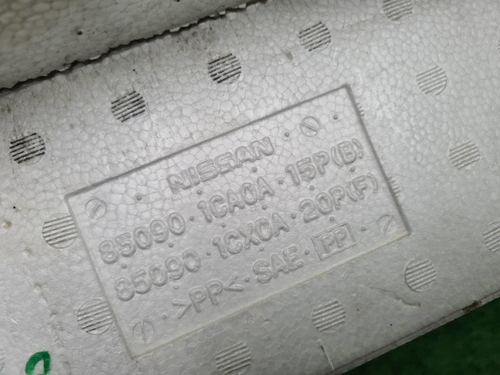 NISSAN
85090·1CA0A·15P(B)
85090·1CX0A·20P(F)
>PP<·SAE·PP